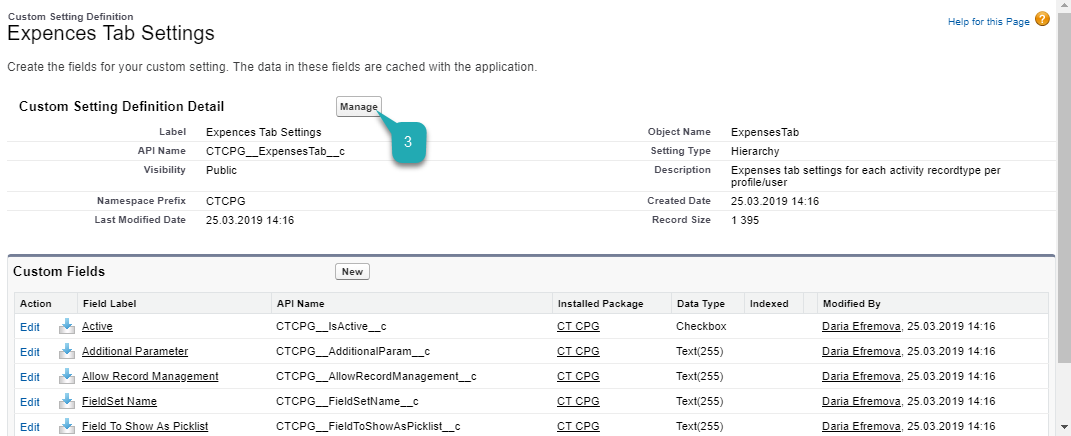 Custom Setting Definition
Expences Tab Settings
Help for this Page ?
Create the fields for your custom setting. The data in these fields are cached with the application.
Custom Setting Definition Detail Manage
3
Label Expences Tab Settings Object Name ExpensesTab
API Name CTCPG__ExpensesTab__c Setting Type Hierarchy
Visibility Public Description Expenses tab settings for each activity recordtype per
profile/user
Namespace Prefix CTCPG Created Date 25.03.2019 14:16
Last Modified Date 25.03.2019 14:16 Record Size 1 395
Custom Fields New
Action Field Label API Name Installed Package Data Type Indexed Modified By
Edit Active CTCPG__IsActive__c CT CPG Checkbox Daria Efremova, 25.03.2019 14:16
Edit Additional Parameter CTCPG__AdditionalParam__c CT CPG Text(255) Daria Efremova, 25.03.2019 14:16
Edit Allow Record Management CTCPG__AllowRecordManagement__c CT CPG Text(255) Daria Efremova, 25.03.2019 14:16
Edit FieldSet Name CTCPG__FieldSetName__c CT CPG Text(255) Daria Efremova, 25.03.2019 14:16
Edit Field To Show As Picklist CTCPG__FieldToShowAsPicklist__c CT CPG Text(255) Daria Efremova, 25.03.2019 14:16